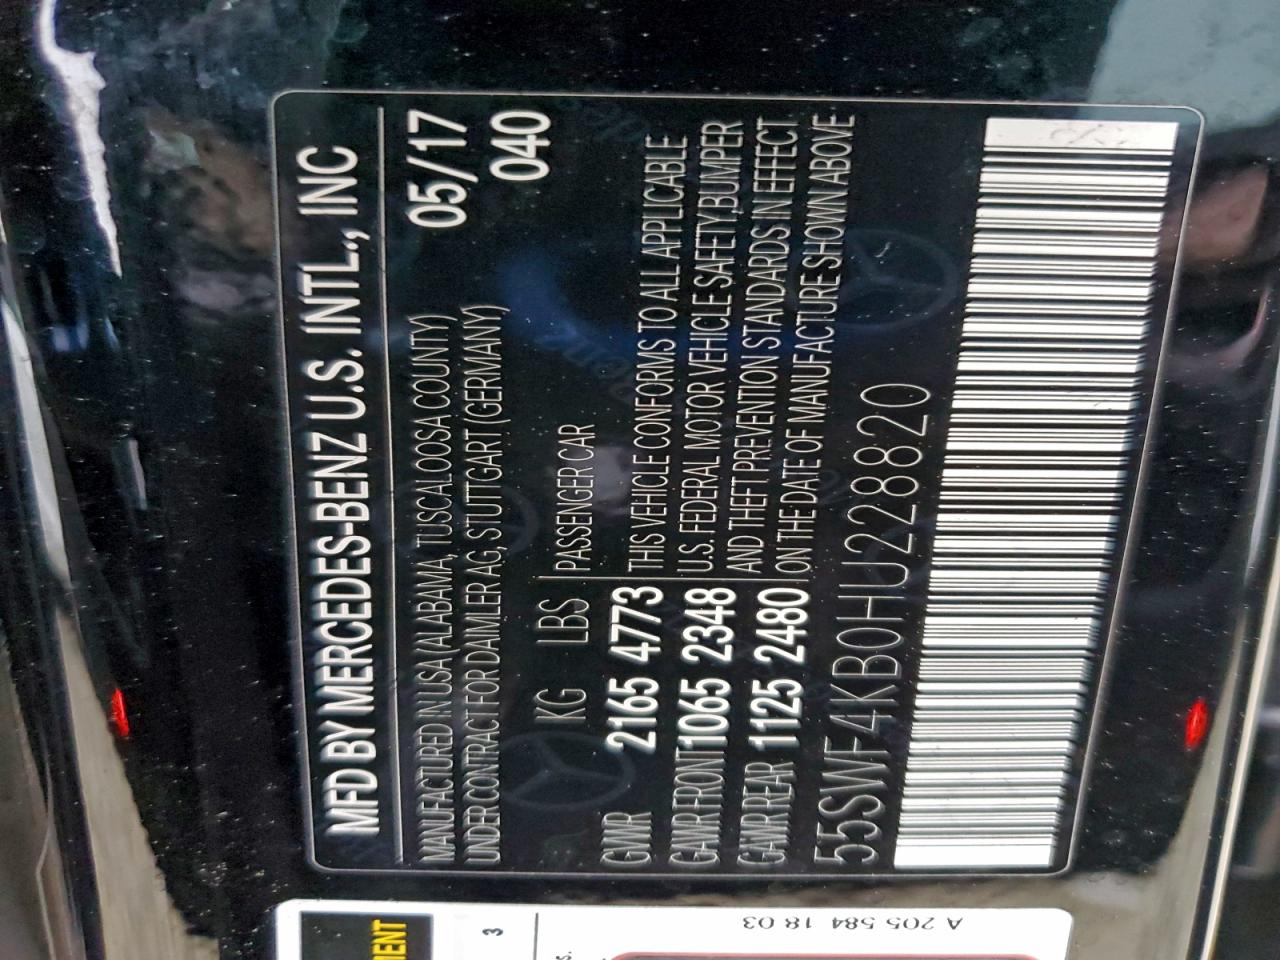 MFD BY MERCEDES-BENZ U.S. INTL., INC
MANUFACTURED IN USA (ALABAMA, TUSCALOOSA COUNTY) 05/17
UNDER CONTRACT FOR DAIMLER AG, STUTTGART (GERMANY) 040
KG LBS PASSENGER CAR
GVWR 2165 4773 THIS VEHICLE CONFORMS TO ALL APPLICABLE
GAWR FRONT 1065 2348 U.S. FEDERAL MOTOR VEHICLE SAFETY,BUMPER
GAWR REAR 1125 2480 AND THEFT PREVENTION STANDARDS IN EFFECT
ON THE DATE OF MANUFACTURE SHOWN ABOVE
55SWF4KB0HU228820
3
A 205 584 18 03